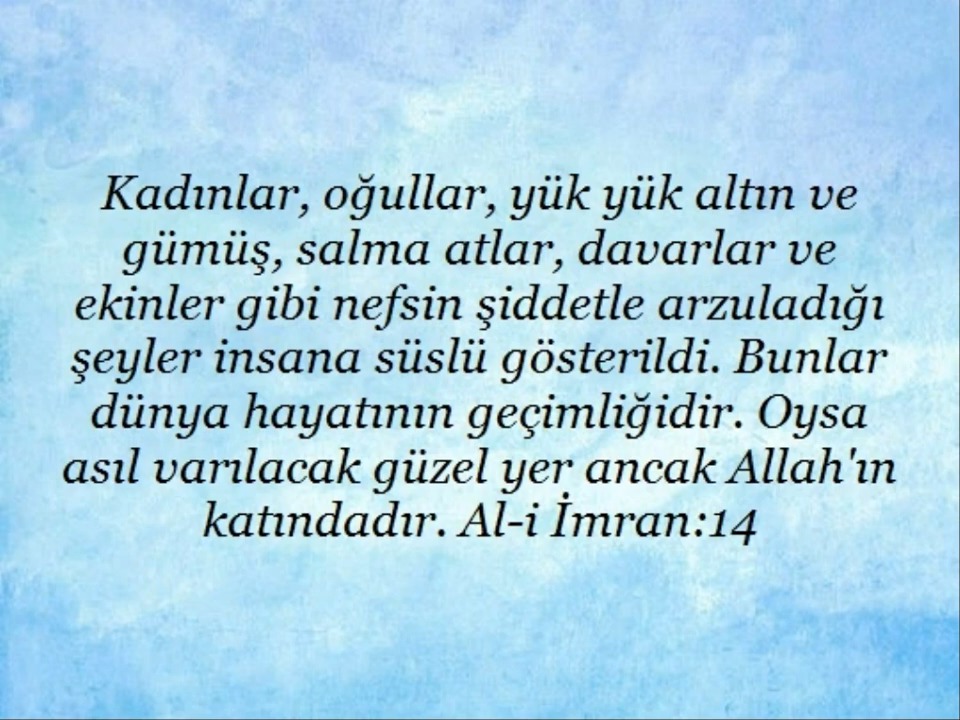 Kadınlar, oğullar, yük yük altın ve
gümüş, salma atlar, davarlar ve
ekinler gibi nefsin şiddetle arzuladığı
şeyler insana süslü gösterildi. Bunlar
dünya hayatının geçimliğidir. Oysa
asıl varılacak güzel yer ancak Allah'ın
katındadır. Al-i İmran:14